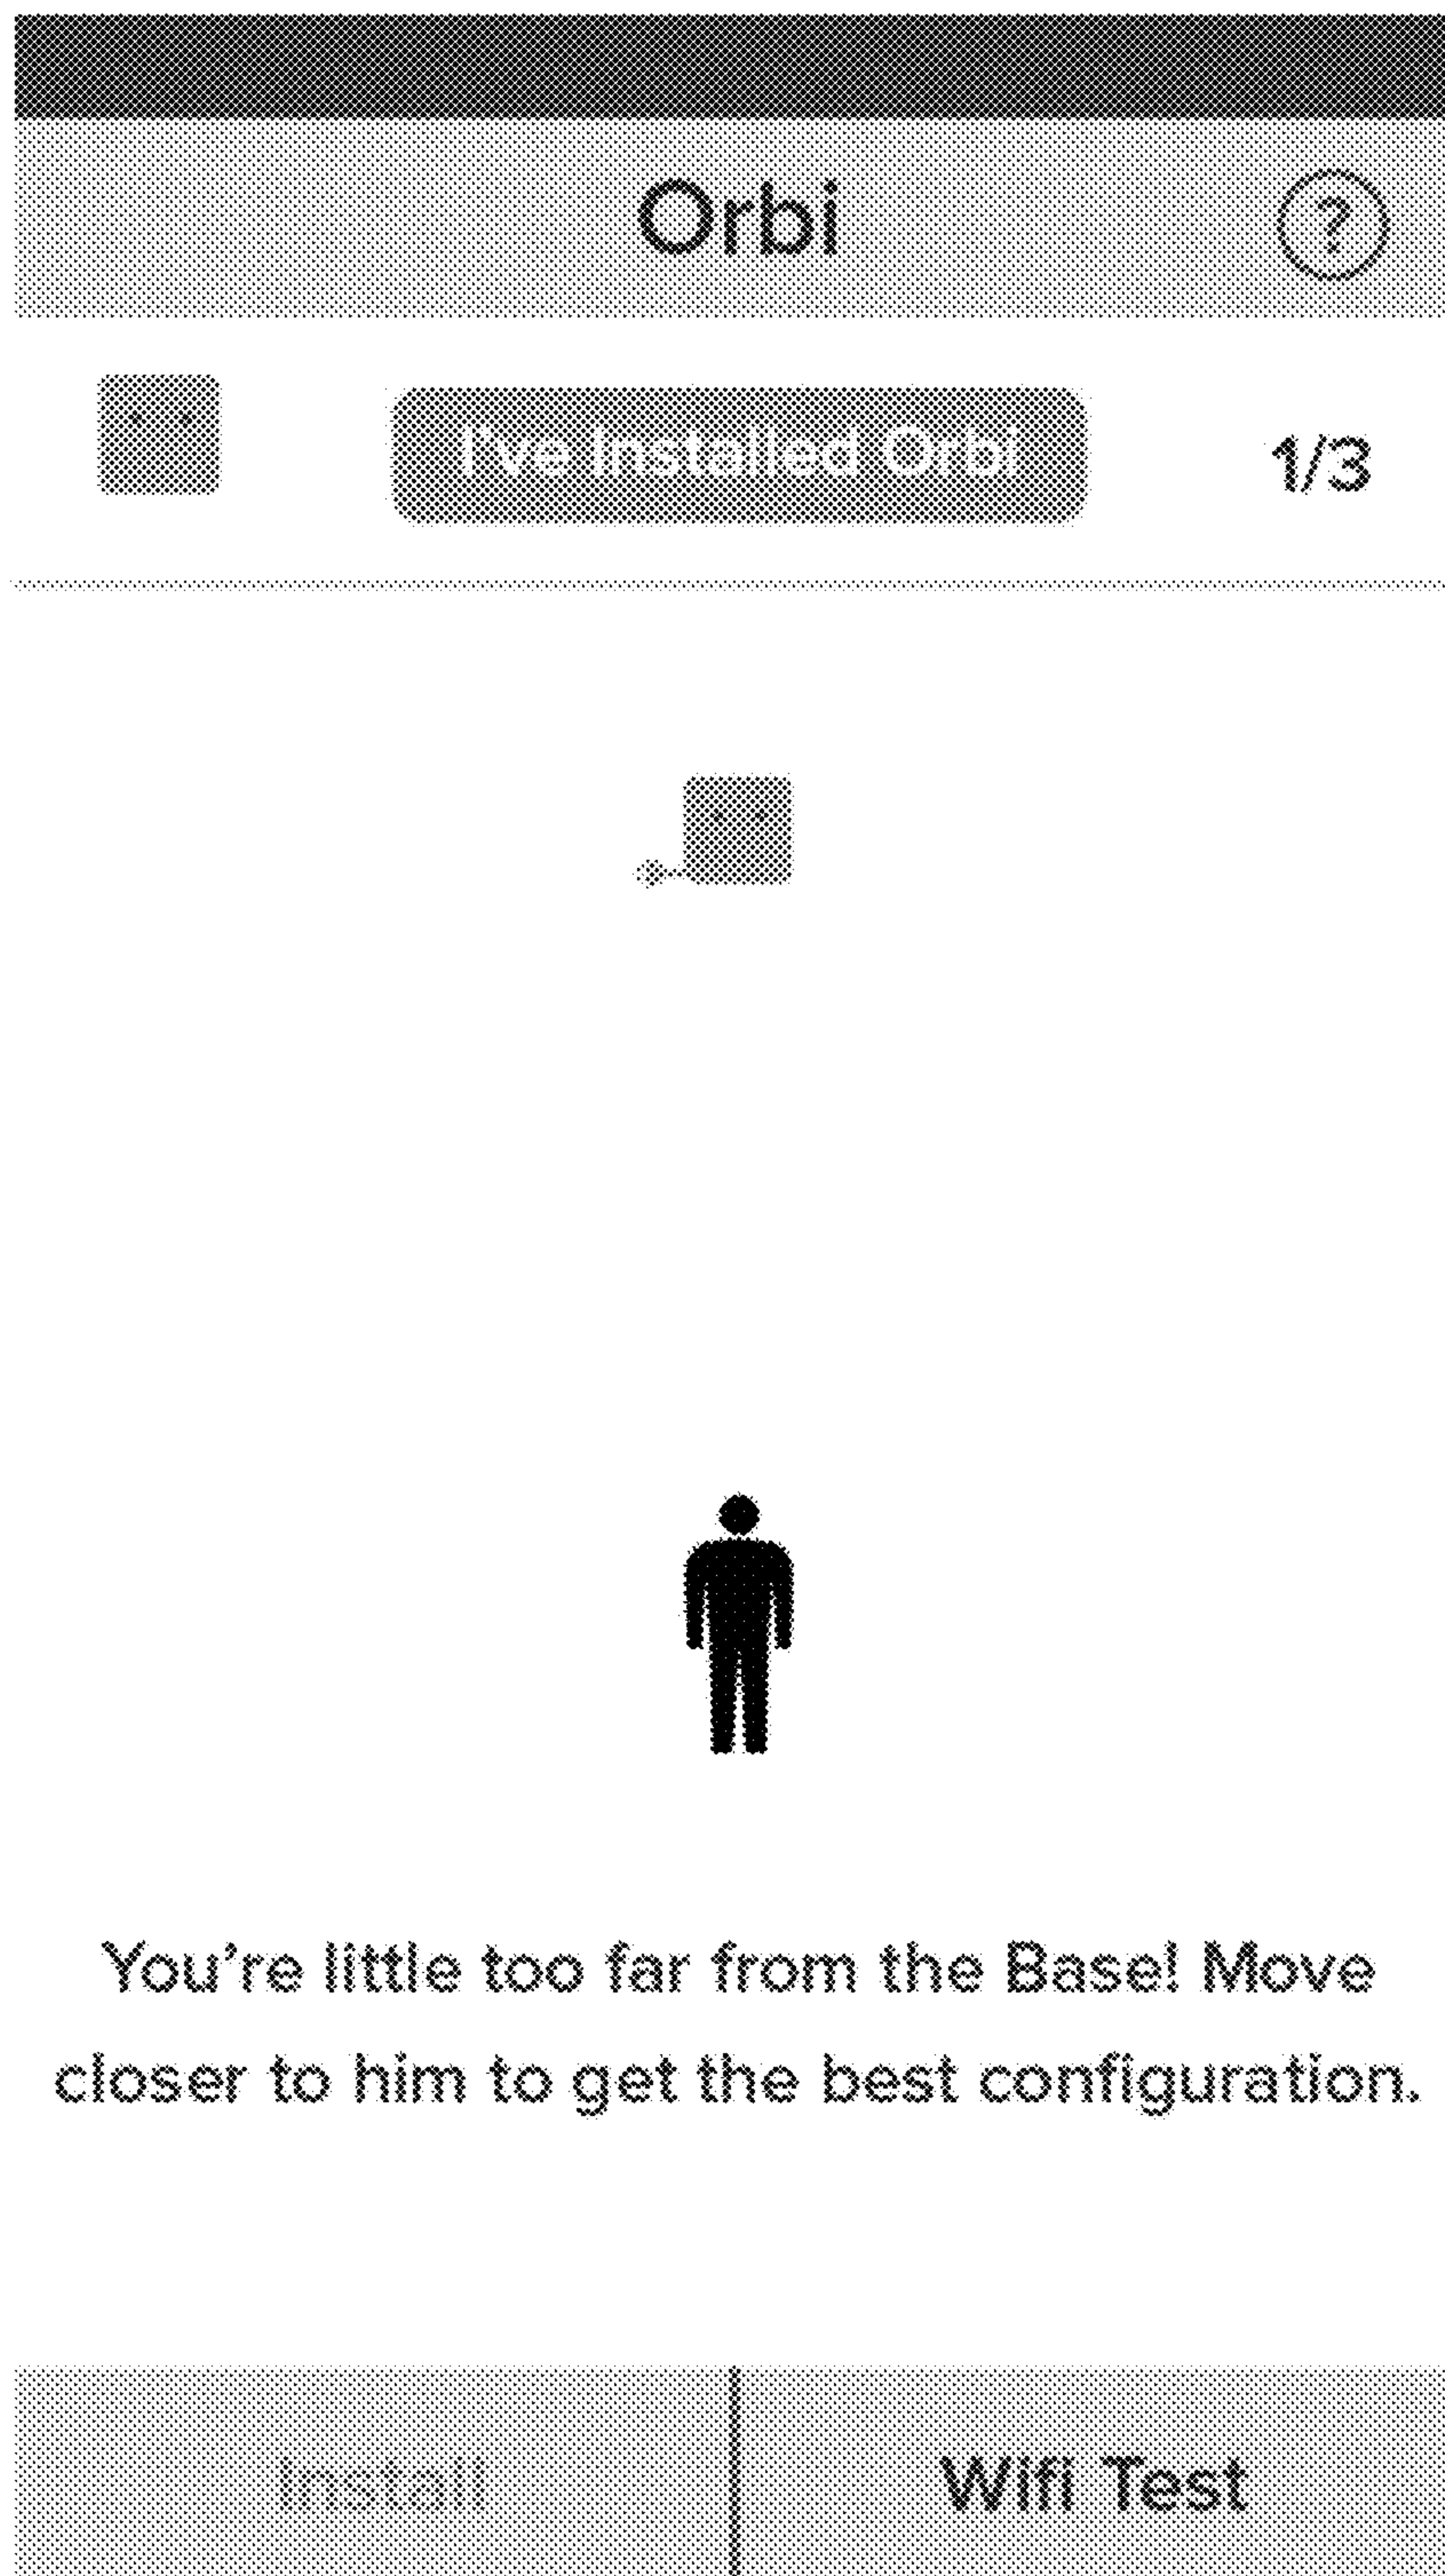 Orbi
?
I've Installed Orbi
1/3
You're little too far from the Base! Move
closer to him to get the best configuration.
Install
Wifi Test